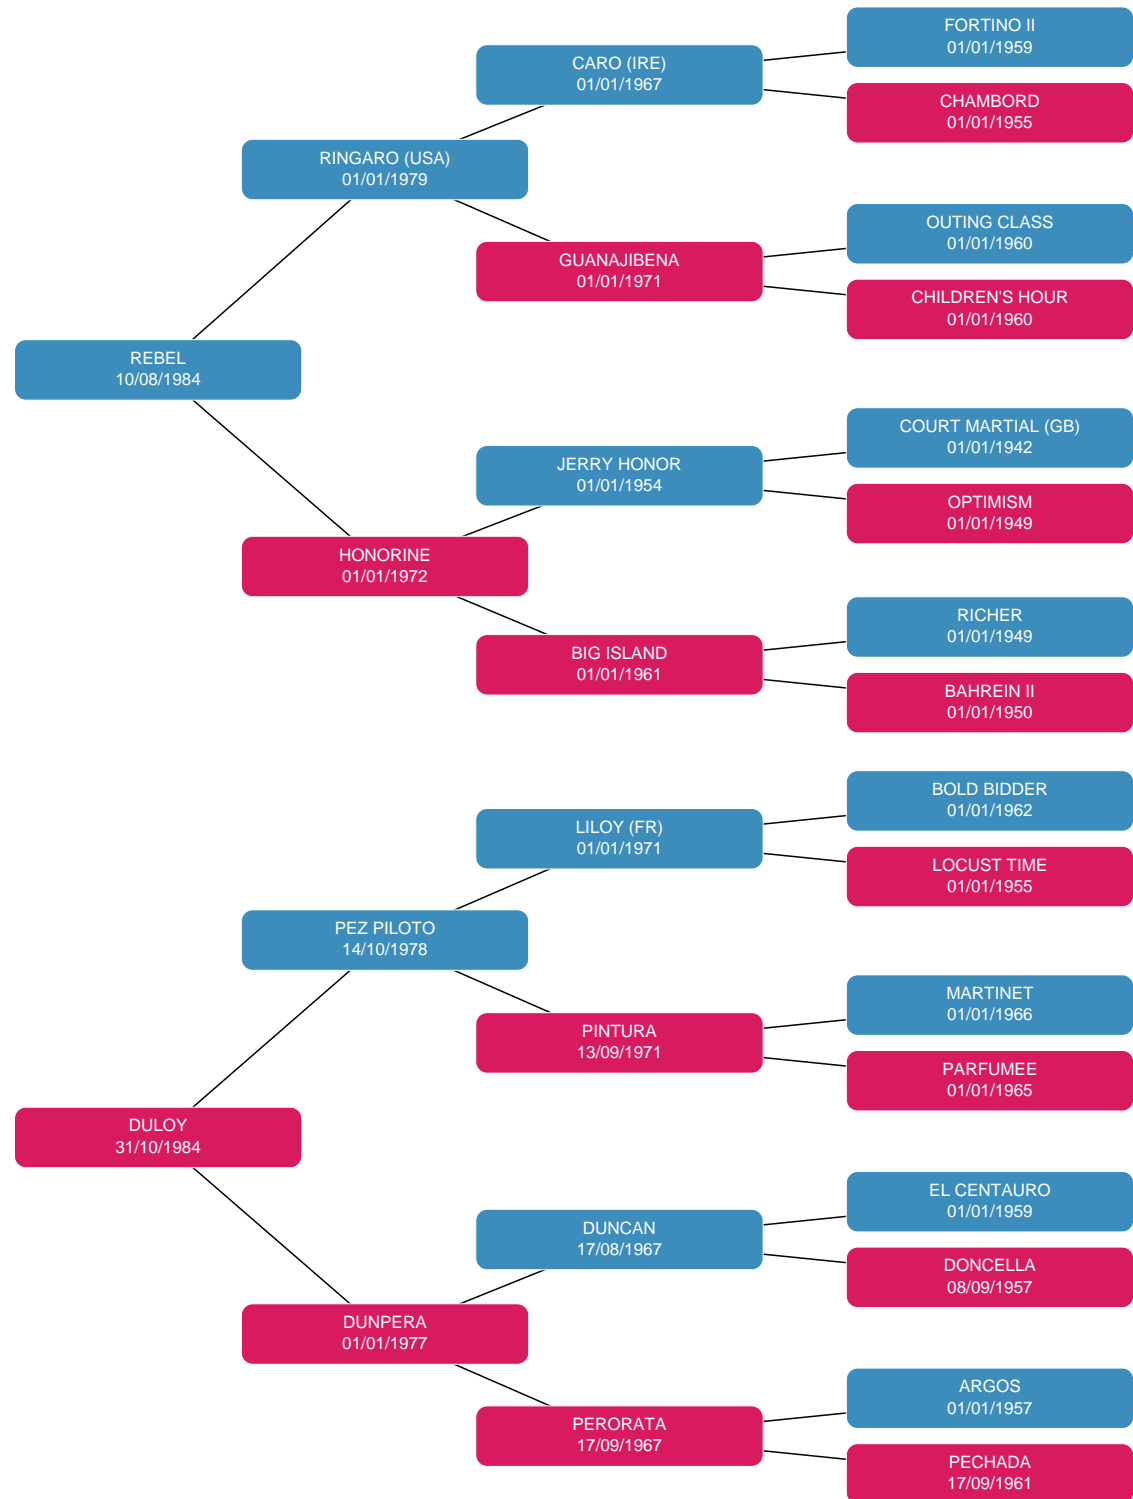 FORTINO II
01/01/1959
CARO (IRE)
01/01/1967
CHAMBORD
01/01/1955
RINGARO (USA)
01/01/1979
OUTING CLASS
01/01/1960
GUANAJIBENA
01/01/1971
CHILDREN'S HOUR
01/01/1960
REBEL
10/08/1984
COURT MARTIAL (GB)
01/01/1942
JERRY HONOR
01/01/1954
OPTIMISM
01/01/1949
HONORINE
01/01/1972
RICHER
01/01/1949
BIG ISLAND
01/01/1961
BAHREIN II
01/01/1950
BOLD BIDDER
01/01/1962
LILOY (FR)
01/01/1971
LOCUST TIME
01/01/1955
PEZ PILOTO
14/10/1978
MARTINET
01/01/1966
PINTURA
13/09/1971
PARFUMEE
01/01/1965
DULOY
31/10/1984
EL CENTAURO
01/01/1959
DUNCAN
17/08/1967
DONCELLA
08/09/1957
DUNPERA
01/01/1977
ARGOS
01/01/1957
PERORATA
17/09/1967
PECHADA
17/09/1961